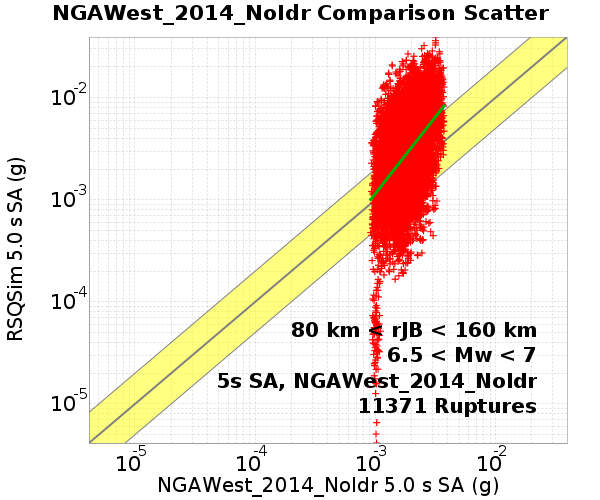 NGAWest_2014_NoIdr Comparison Scatter
RSQSim 5.0 s SA (g)
10-2
10-3
10-4
10-5
80 km < rJB < 160 km
6.5 < Mw < 7
5s SA, NGAWest_2014_NoIdr
11371 Ruptures
10-5 10-4 10-3 10-2
NGAWest_2014_NoIdr 5.0 s SA (g)